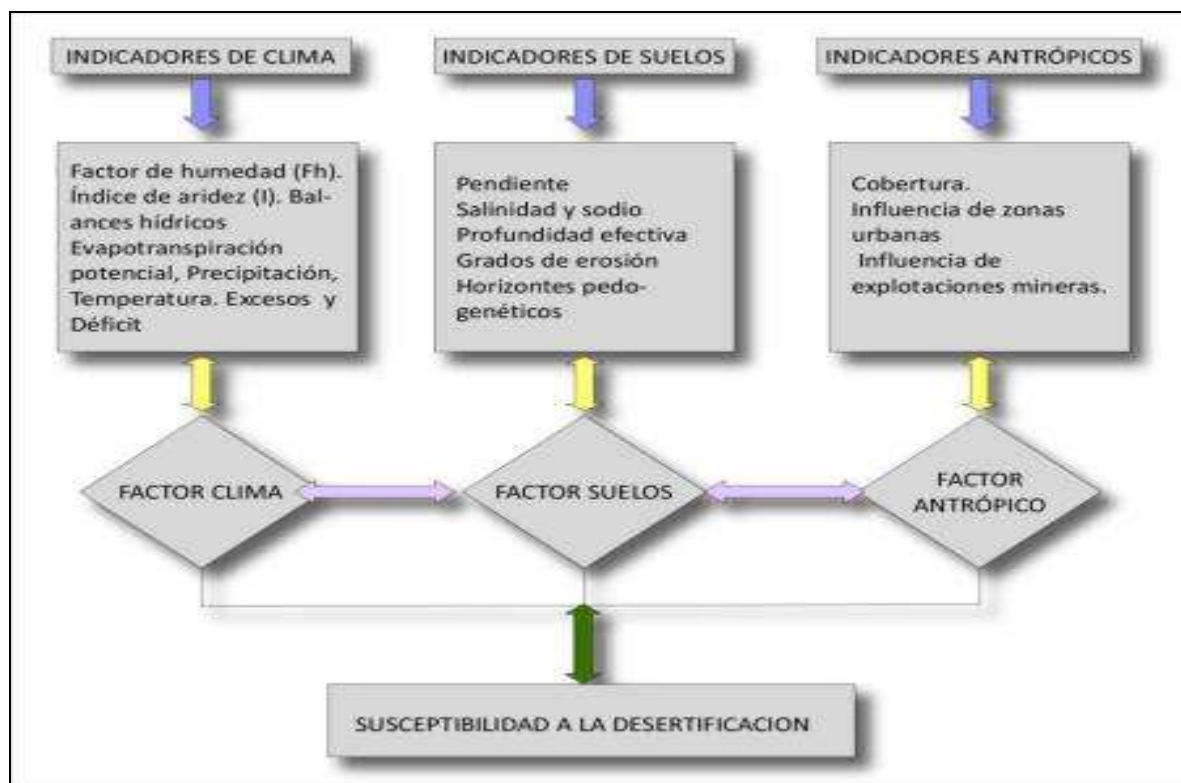 INDICADORES DE CLIMA
INDICADORES DE SUELOS
INDICADORES ANTRÓPICOS
Factor de humedad (Fh).
Índice de aridez (I). Bal-
ances hídricos
Evapotranspiración
potencial, Precipitación,
Temperatura. Excesos y
Déficit
Pendiente
Salinidad y sodio
Profundidad efectiva
Grados de erosión
Horizontes pedo-
genéticos
Cobertura.
Influencia de zonas
urbanas
Influencia de
explotaciones mineras.
FACTOR CLIMA
FACTOR SUELOS
FACTOR
ANTRÓPICO
SUSCEPTIBILIDAD A LA DESERTIFICACION